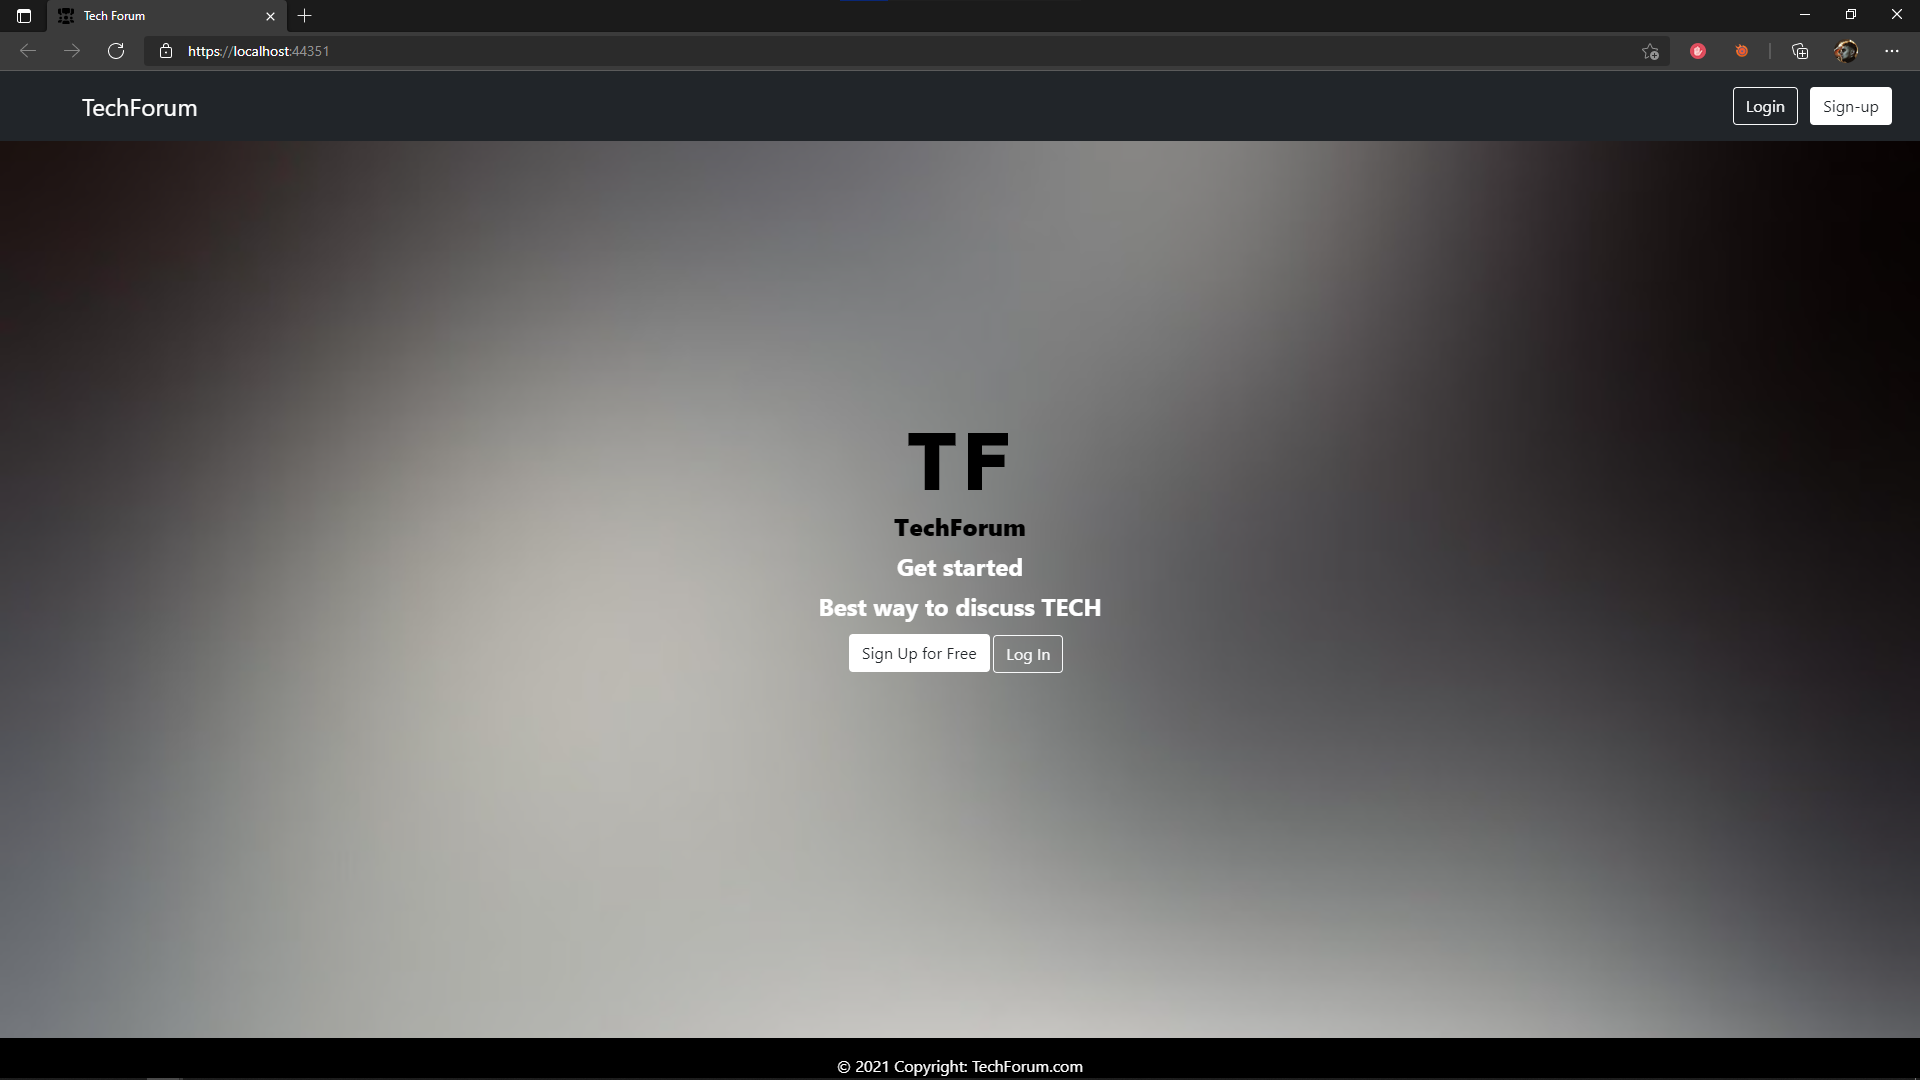 Tech Forum
https://localhost:44351
TechForum
Login
Sign-up
TF
TechForum
Get started
Best way to discuss TECH
Sign Up for Free
Log In
© 2021 Copyright: TechForum.com